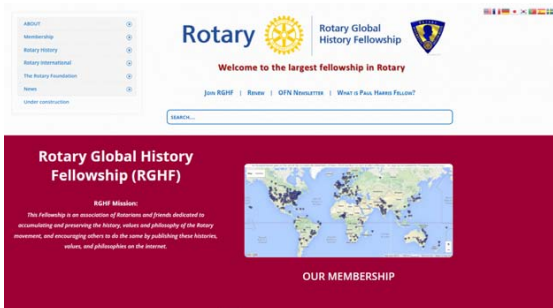 ABOUT
Membership
Rotary History
Rotary International
The Rotary Foundation
News
Under construction
Rotary
Rotary Global
History Fellowship
Welcome to the largest fellowship in Rotary
Join RGHF | Renew | OFN Newsletter | What is Paul Harris Fellow?
SEARCH...
Rotary Global History
Fellowship (RGHF)
RGHF Mission:
This Fellowship is an association of Rotarians and friends dedicated to
accumulating and preserving the history, values and philosophy of the Rotary
movement, and encouraging others to do the same by publishing these histories,
values, and philosophies on the internet.
OUR MEMBERSHIP